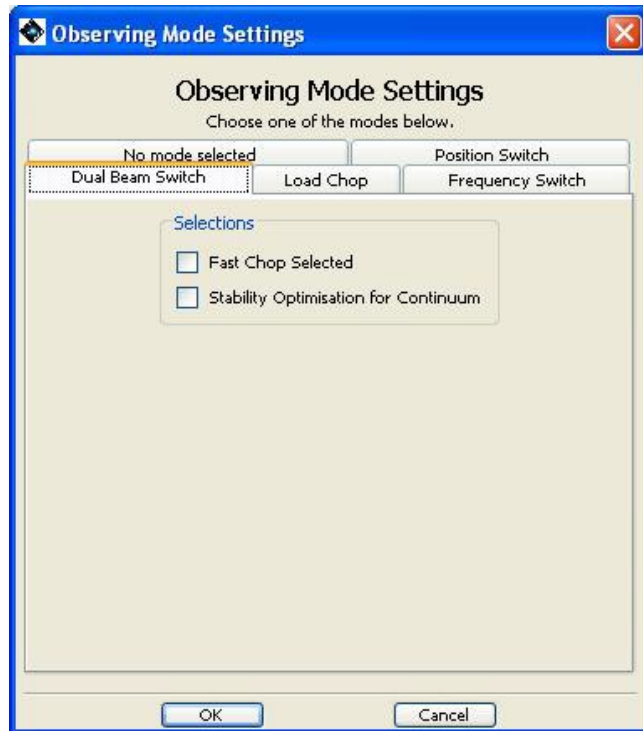 Observing Mode Settings
Observing Mode Settings
Choose one of the modes below.
No mode selected
Position Switch
Dual Beam Switch
Load Chop
Frequency Switch
Selections
Fast Chop Selected
Stability Optimisation for Continuum
OK
Cancel